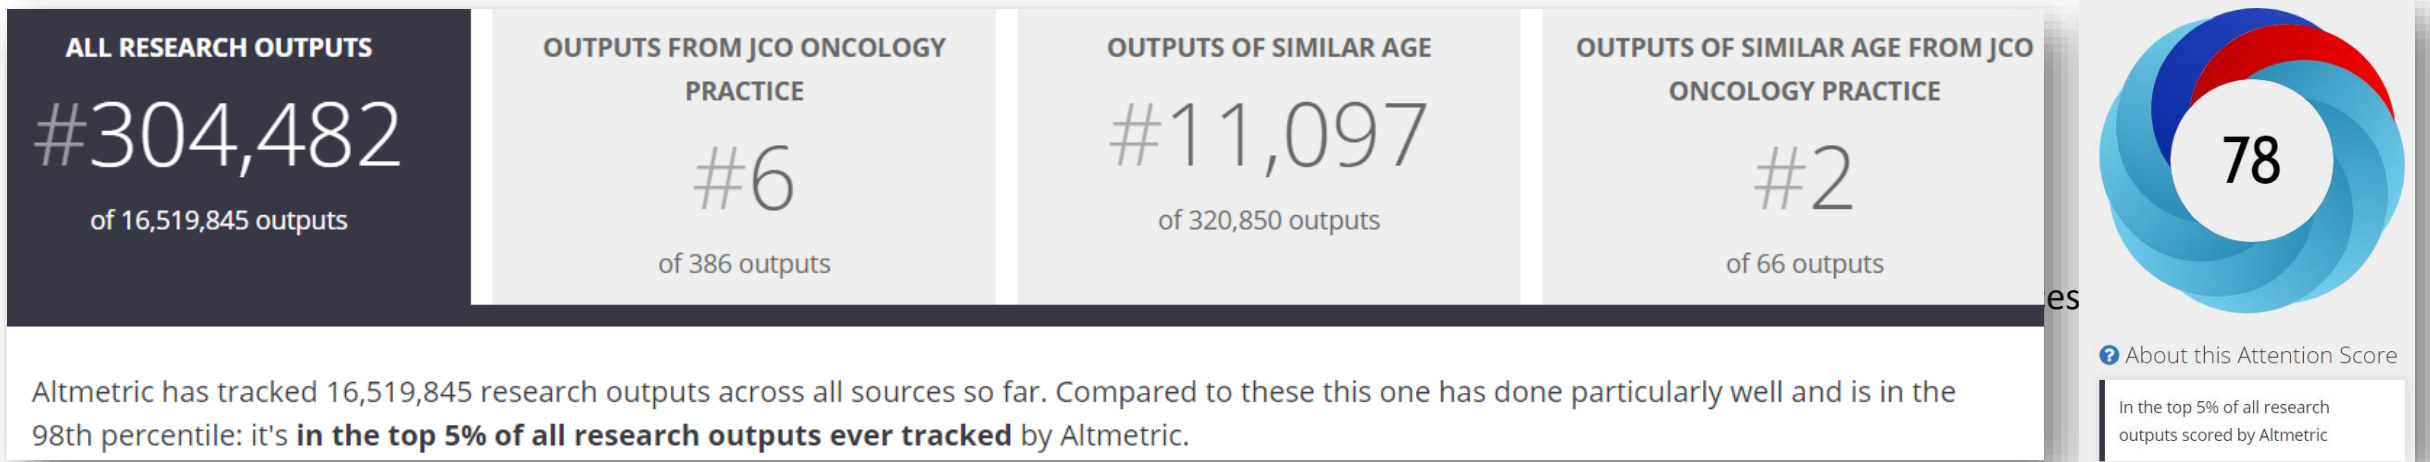 ALL RESEARCH OUTPUTS
#304,482
of 16,519,845 outputs
OUTPUTS FROM JCO ONCOLOGY
PRACTICE
#6
of 386 outputs
OUTPUTS OF SIMILAR AGE
#11,097
of 320,850 outputs
OUTPUTS OF SIMILAR AGE FROM JCO
ONCOLOGY PRACTICE
#2
of 66 outputs
es
Altmetric has tracked 16,519,845 research outputs across all sources so far. Compared to these this one has done particularly well and is in the
98th percentile: it's in the top 5% of all research outputs ever tracked by Altmetric.
78
? About this Attention Score
In the top 5% of all research
outputs scored by Altmetric